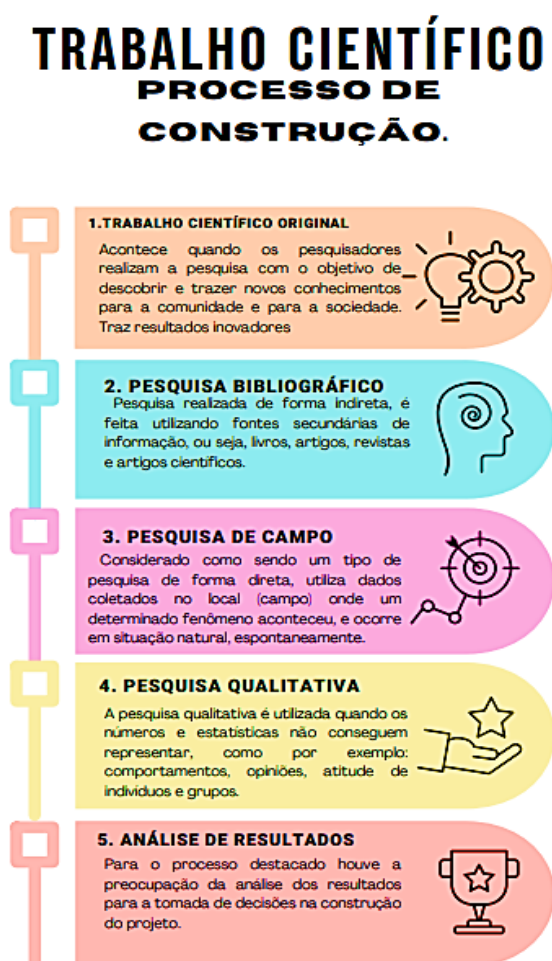 TRABALHO CIENTÍFICO
PROCESSO DE
CONSTRUÇÃO.
1.TRABALHO CIENTÍFICO ORIGINAL
Acontece quando os pesquisadores
realizam a pesquisa com o objetivo de
descobrir e trazer novos conhecimentos
para a comunidade e para a sociedade.
Traz resultados inovadores
2. PESQUISA BIBLIOGRÁFICO
Pesquisa realizada de forma indireta, é
feita utilizando fontes secundárias de
informação, ou seja, livros, artigos, revistas
e artigos científicos.
3. PESQUISA DE CAMPO
Considerado como sendo um tipo de
pesquisa de forma direta, utiliza dados
coletados no local (campo) onde um
determinado fenômeno aconteceu, e ocorre
em situação natural, espontaneamente.
4. PESQUISA QUALITATIVA
A pesquisa qualitativa é utilizada quando os
números e estatísticas não conseguem
representar, como por exemplo:
comportamentos, opiniões, atitude de
indivíduos e grupos.
5. ANÁLISE DE RESULTADOS
Para o processo destacado houve a
preocupação da análise dos resultados
para a tomada de decisões na construção
do projeto.